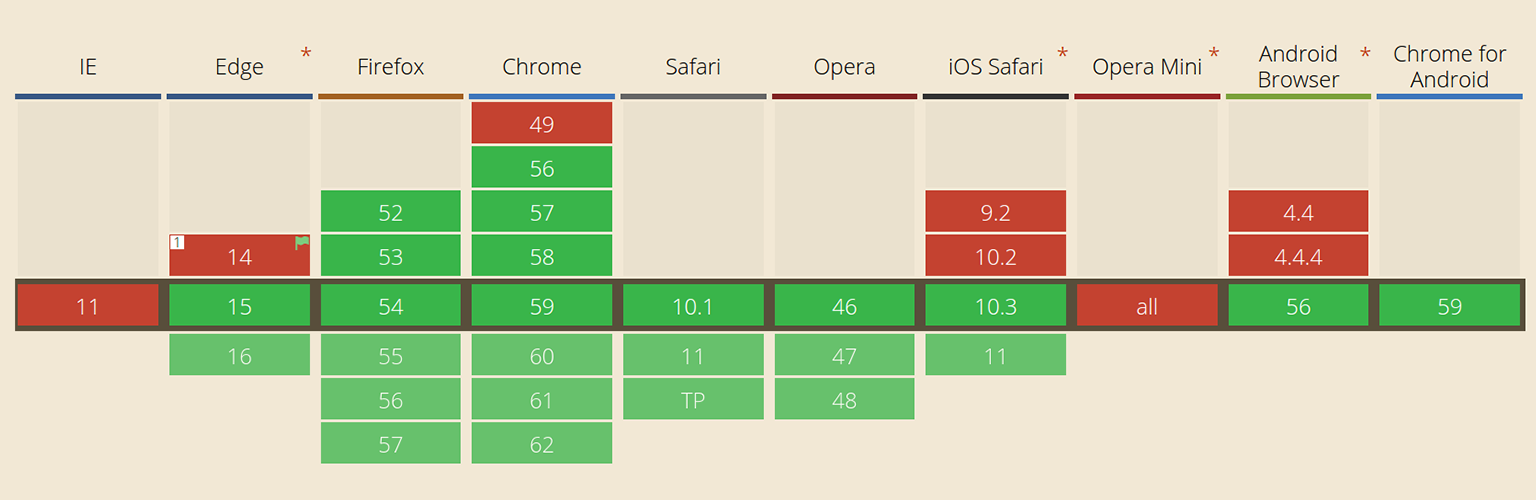 IE Edge * Firefox Chrome Safari Opera iOS Safari * Opera Mini * Android Browser * Chrome for Android
49
56
52 57 9.2 4.4
1 14 53 58 10.2 4.4.4
11 15 54 59 10.1 46 10.3 all 56 59
16 55 60 11 47 11
56 61 TP 48
57 62